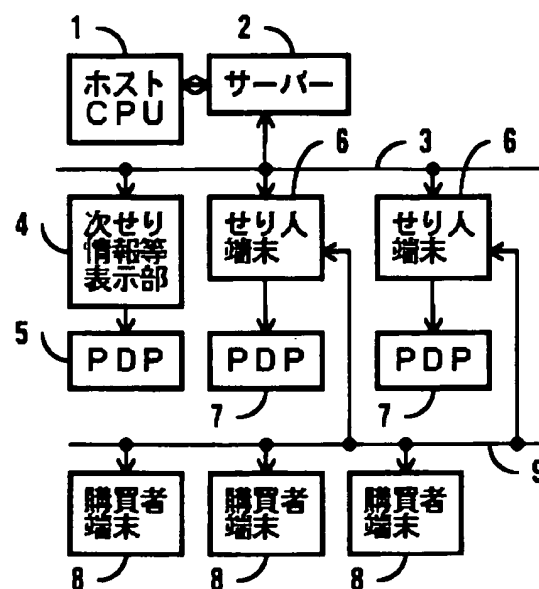 1
2
ホスト
CPU
サーバー
6
3
6
4
次せり
情報等
表示部
せり人
端末
せり人
端末
5
PDP
PDP
PDP
7
7
9
購買者
端末
購買者
端末
購買者
端末
8
8
8